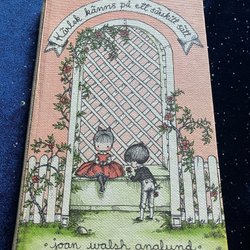 Kärlek känns på ett särskilt sätt
• joan walsh anglund •